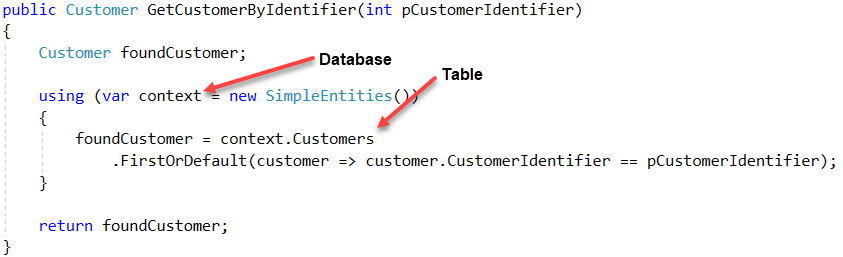 public Customer GetCustomerByIdentifier(int pCustomerIdentifier)
{
Customer foundCustomer;
Database
Table
using (var context = new SimpleEntities())
{
foundCustomer = context.Customers
.FirstOrDefault(customer => customer.CustomerIdentifier == pCustomerIdentifier);
}
return foundCustomer;
}